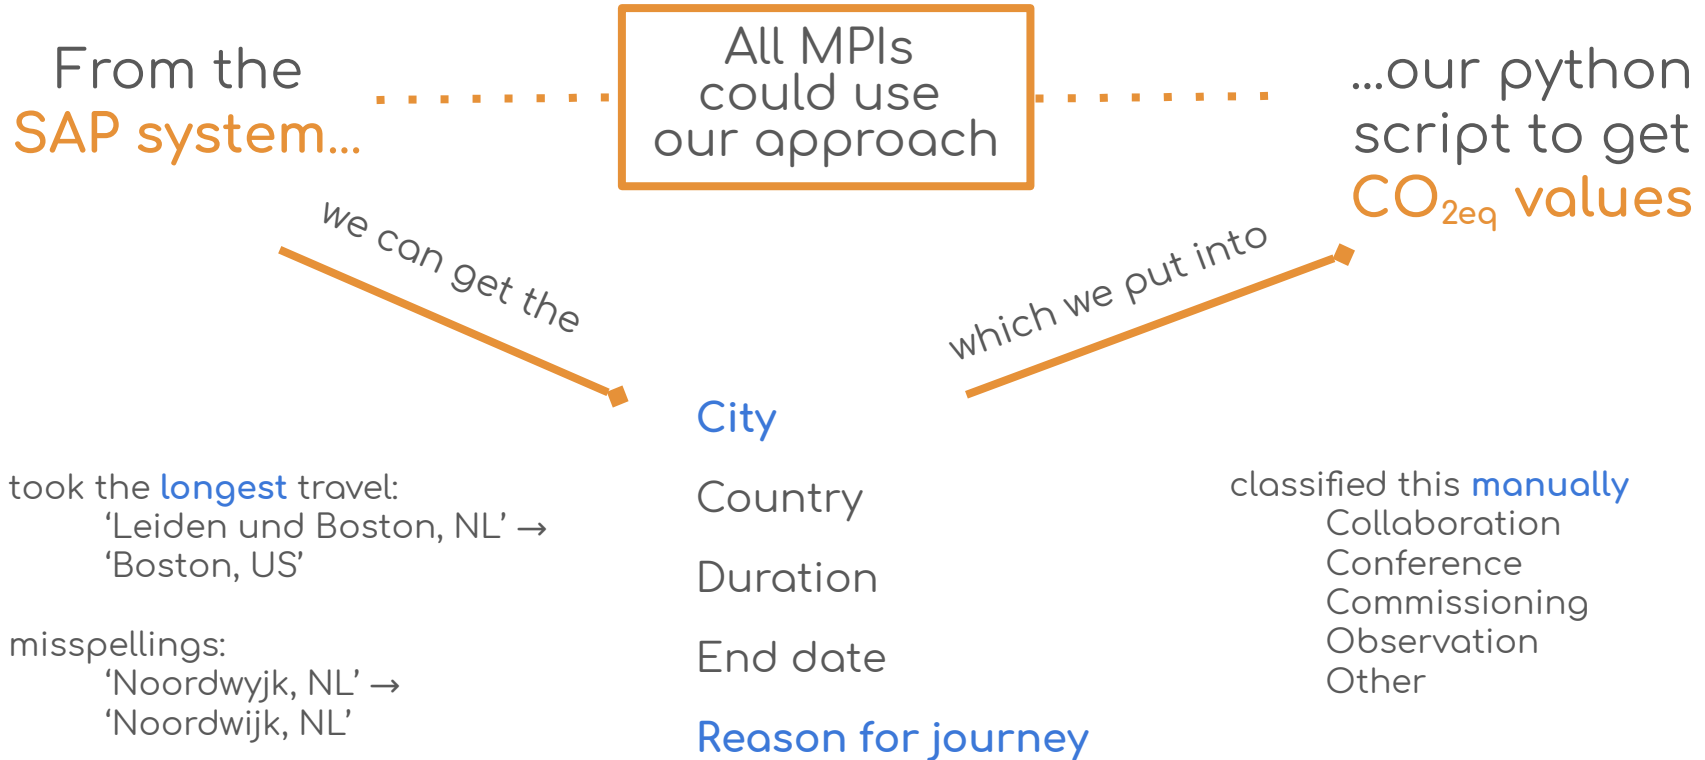 From the
SAP system...
All MPIs
could use
our approach
...our python
script to get
CO2eq values
we can get the
which we put into
City
Country
Duration
End date
Reason for journey
took the longest travel:
‘Leiden und Boston, NL’ →
‘Boston, US’
misspellings:
‘Noordwyjk, NL’ →
‘Noordwijk, NL’
classified this manually
Collaboration
Conference
Commissioning
Observation
Other